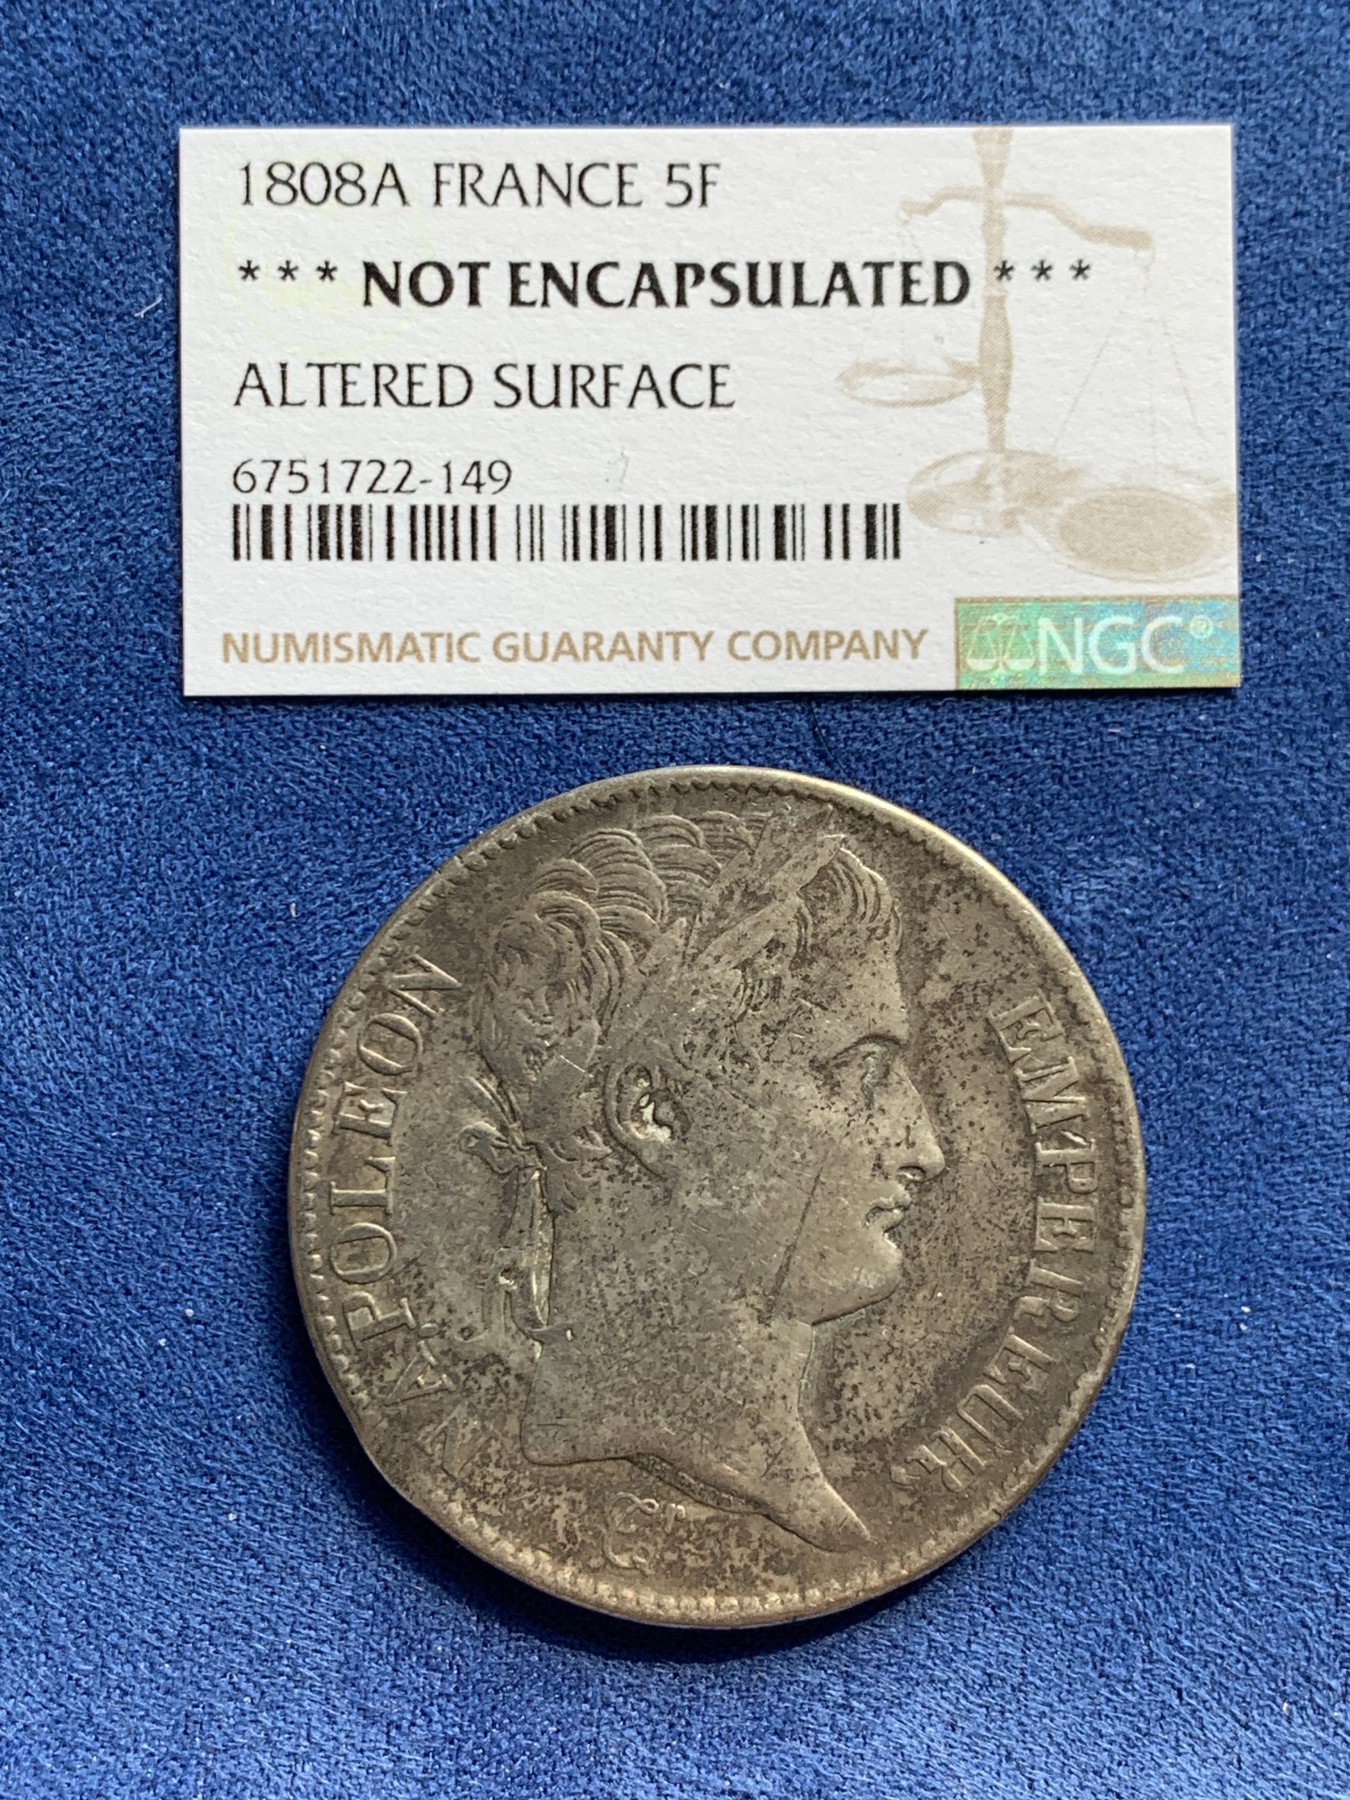 1808A FRANCE 5F
*** NOT ENCAPSULATED ***
ALTERED SURFACE
6751722-149
NUMISMATIC GUARANTY COMPANY
NGC®
NAPOLEON
EMPEREUR.